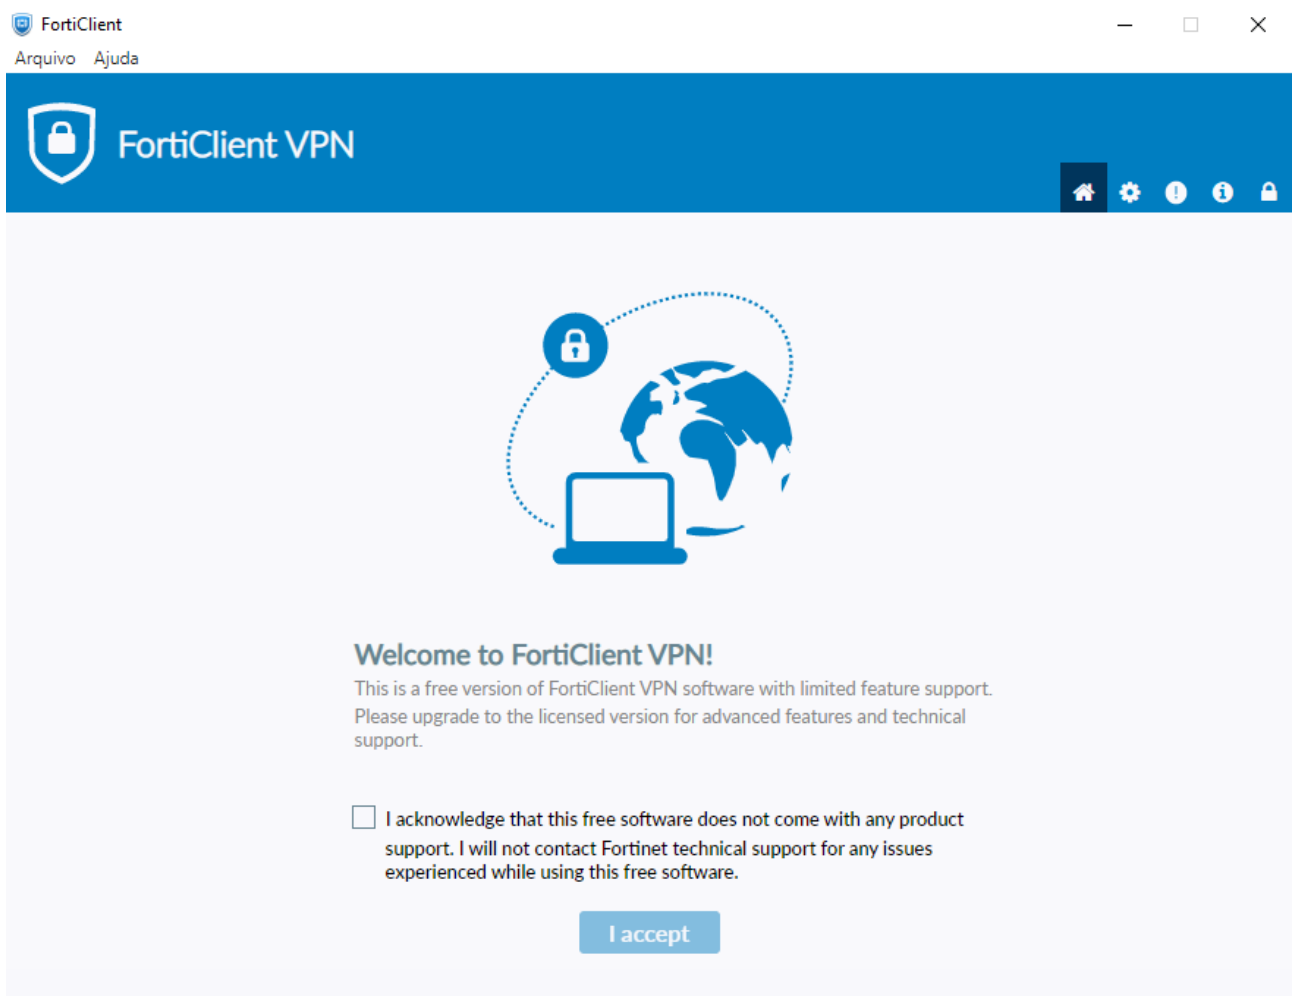 FortiClient
Arquivo Ajuda
FortiClient VPN
Welcome to FortiClient VPN!
This is a free version of FortiClient VPN software with limited feature support.
Please upgrade to the licensed version for advanced features and technical
support.
I acknowledge that this free software does not come with any product
support. I will not contact Fortinet technical support for any issues
experienced while using this free software.
I accept